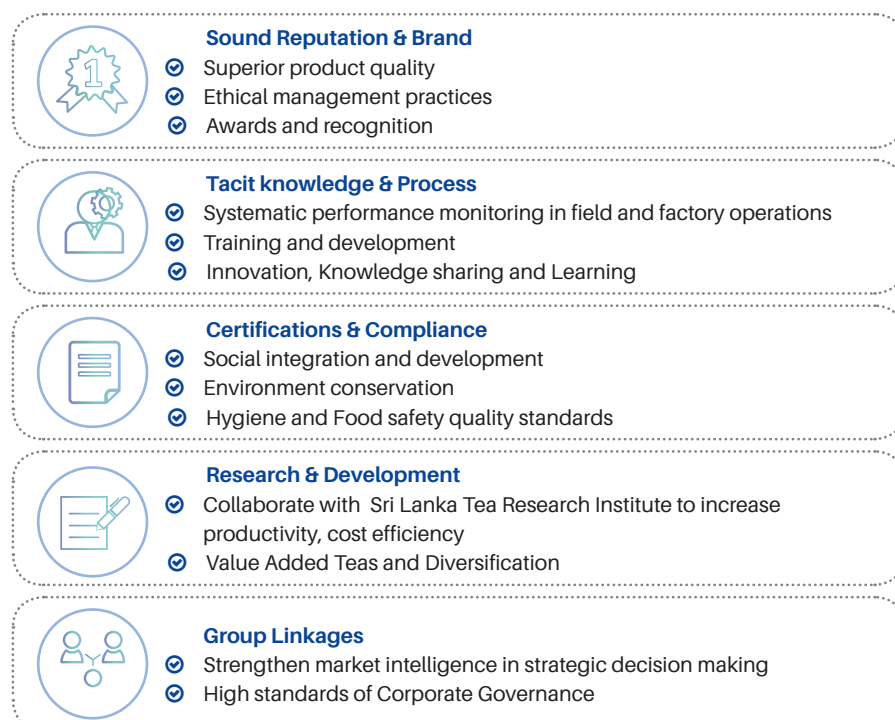 1
Sound Reputation & Brand
Superior product quality
Ethical management practices
Awards and recognition
Tacit knowledge & Process
Systematic performance monitoring in field and factory operations
Training and development
Innovation, Knowledge sharing and Learning
Certifications & Compliance
Social integration and development
Environment conservation
Hygiene and Food safety quality standards
Research & Development
Collaborate with Sri Lanka Tea Research Institute to increase
productivity, cost efficiency
Value Added Teas and Diversification
Group Linkages
Strengthen market intelligence in strategic decision making
High standards of Corporate Governance